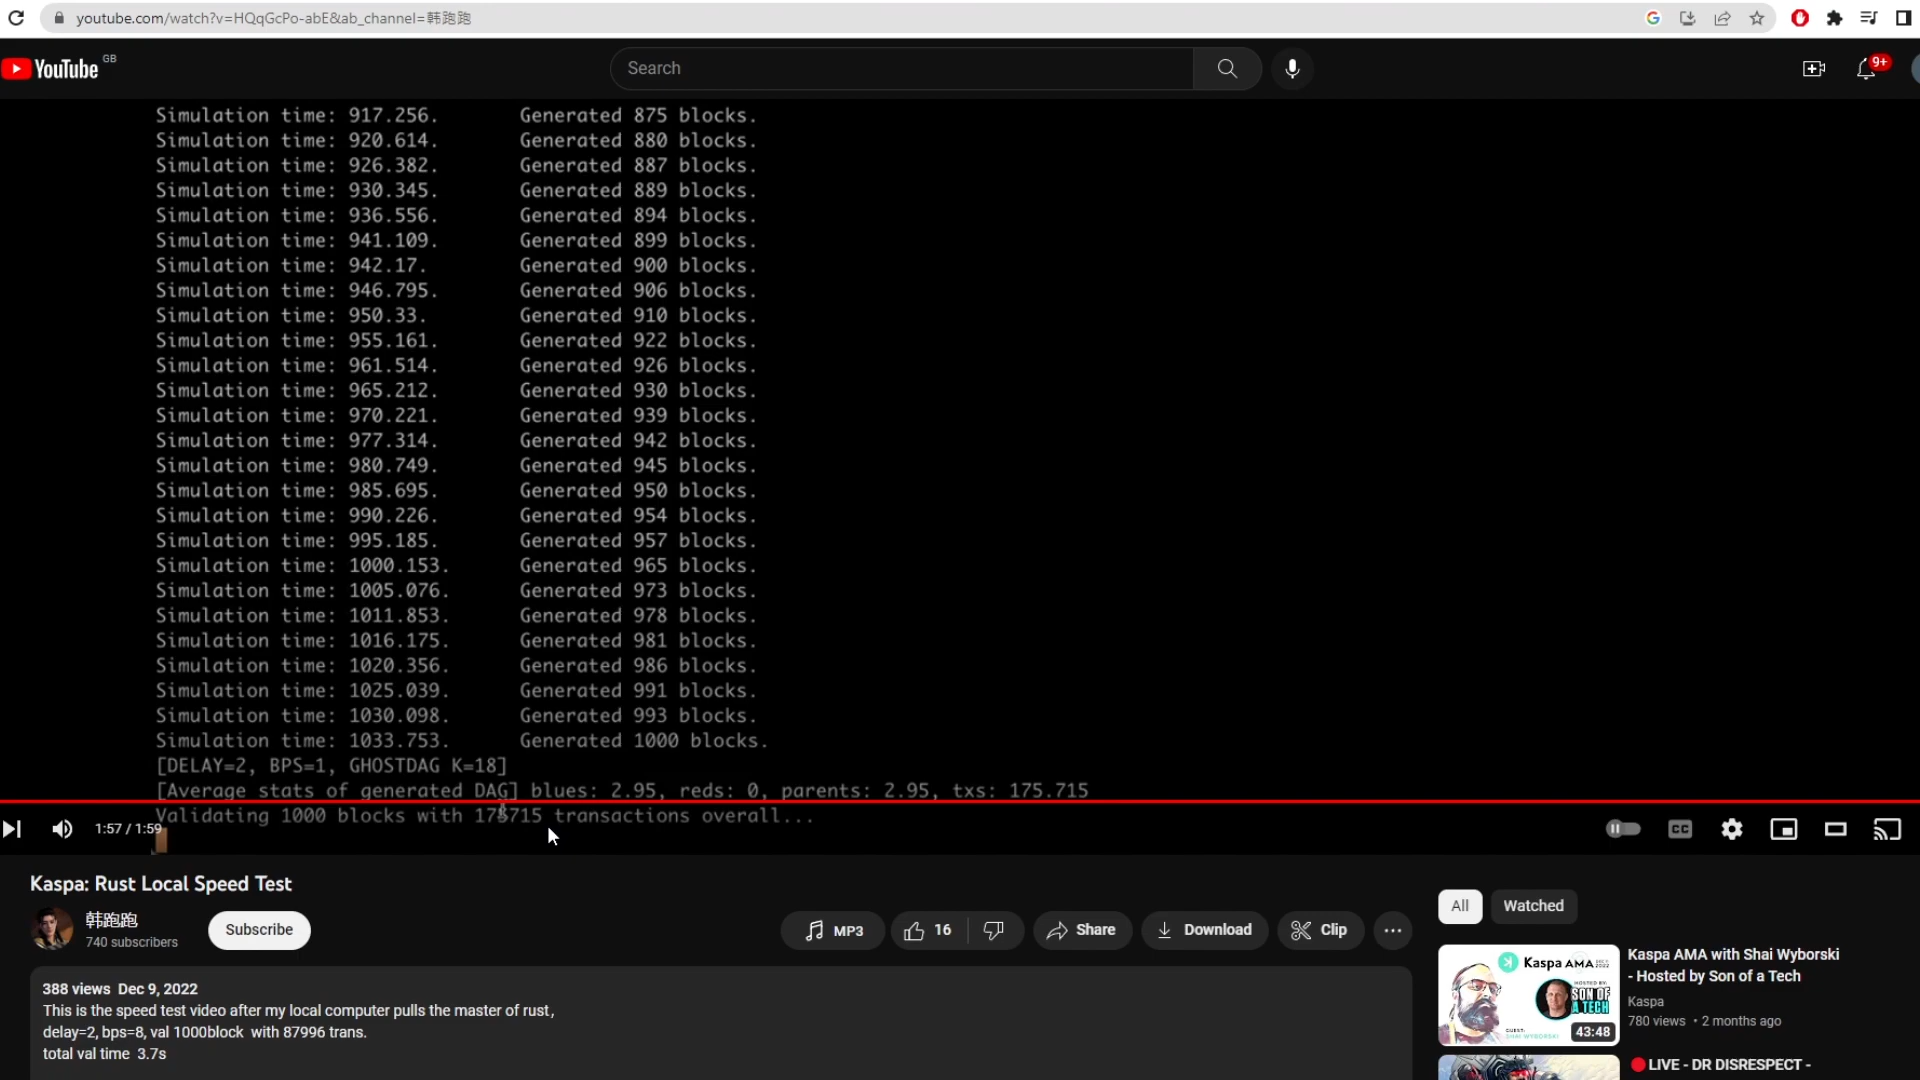 youtube.com/watch?v=HQqGcPo-abE&ab_channel=韩跑跑
YouTube GB
Search
9+
Simulation time: 917.256. Generated 875 blocks.
Simulation time: 920.614. Generated 880 blocks.
Simulation time: 926.382. Generated 887 blocks.
Simulation time: 930.345. Generated 889 blocks.
Simulation time: 936.556. Generated 894 blocks.
Simulation time: 941.109. Generated 899 blocks.
Simulation time: 942.17. Generated 900 blocks.
Simulation time: 946.795. Generated 906 blocks.
Simulation time: 950.33. Generated 910 blocks.
Simulation time: 955.161. Generated 922 blocks.
Simulation time: 961.514. Generated 926 blocks.
Simulation time: 965.212. Generated 930 blocks.
Simulation time: 970.221. Generated 939 blocks.
Simulation time: 977.314. Generated 942 blocks.
Simulation time: 980.749. Generated 945 blocks.
Simulation time: 985.695. Generated 950 blocks.
Simulation time: 990.226. Generated 954 blocks.
Simulation time: 995.185. Generated 957 blocks.
Simulation time: 1000.153. Generated 965 blocks.
Simulation time: 1005.076. Generated 973 blocks.
Simulation time: 1011.853. Generated 978 blocks.
Simulation time: 1016.175. Generated 981 blocks.
Simulation time: 1020.356. Generated 986 blocks.
Simulation time: 1025.039. Generated 991 blocks.
Simulation time: 1030.098. Generated 993 blocks.
Simulation time: 1033.753. Generated 1000 blocks.
[DELAY=2, BPS=1, GHOSTDAG K=18]
[Average stats of generated DAG] blues: 2.95, reds: 0, parents: 2.95, txs: 175.715
Validating 1000 blocks with 175715 transactions overall...
1:57 / 1:59
CC
Kaspa: Rust Local Speed Test
韩跑跑
740 subscribers
Subscribe
MP3
16
Share
Download
Clip
388 views Dec 9, 2022
This is the speed test video after my local computer pulls the master of rust,
delay=2, bps=8, val 1000block with 87996 trans.
total val time 3.7s
All
Watched
Kaspa AMA
SON OF
A TECH
43:48
Kaspa AMA with Shai Wyborski
- Hosted by Son of a Tech
Kaspa
780 views • 2 months ago
LIVE - DR DISRESPECT -